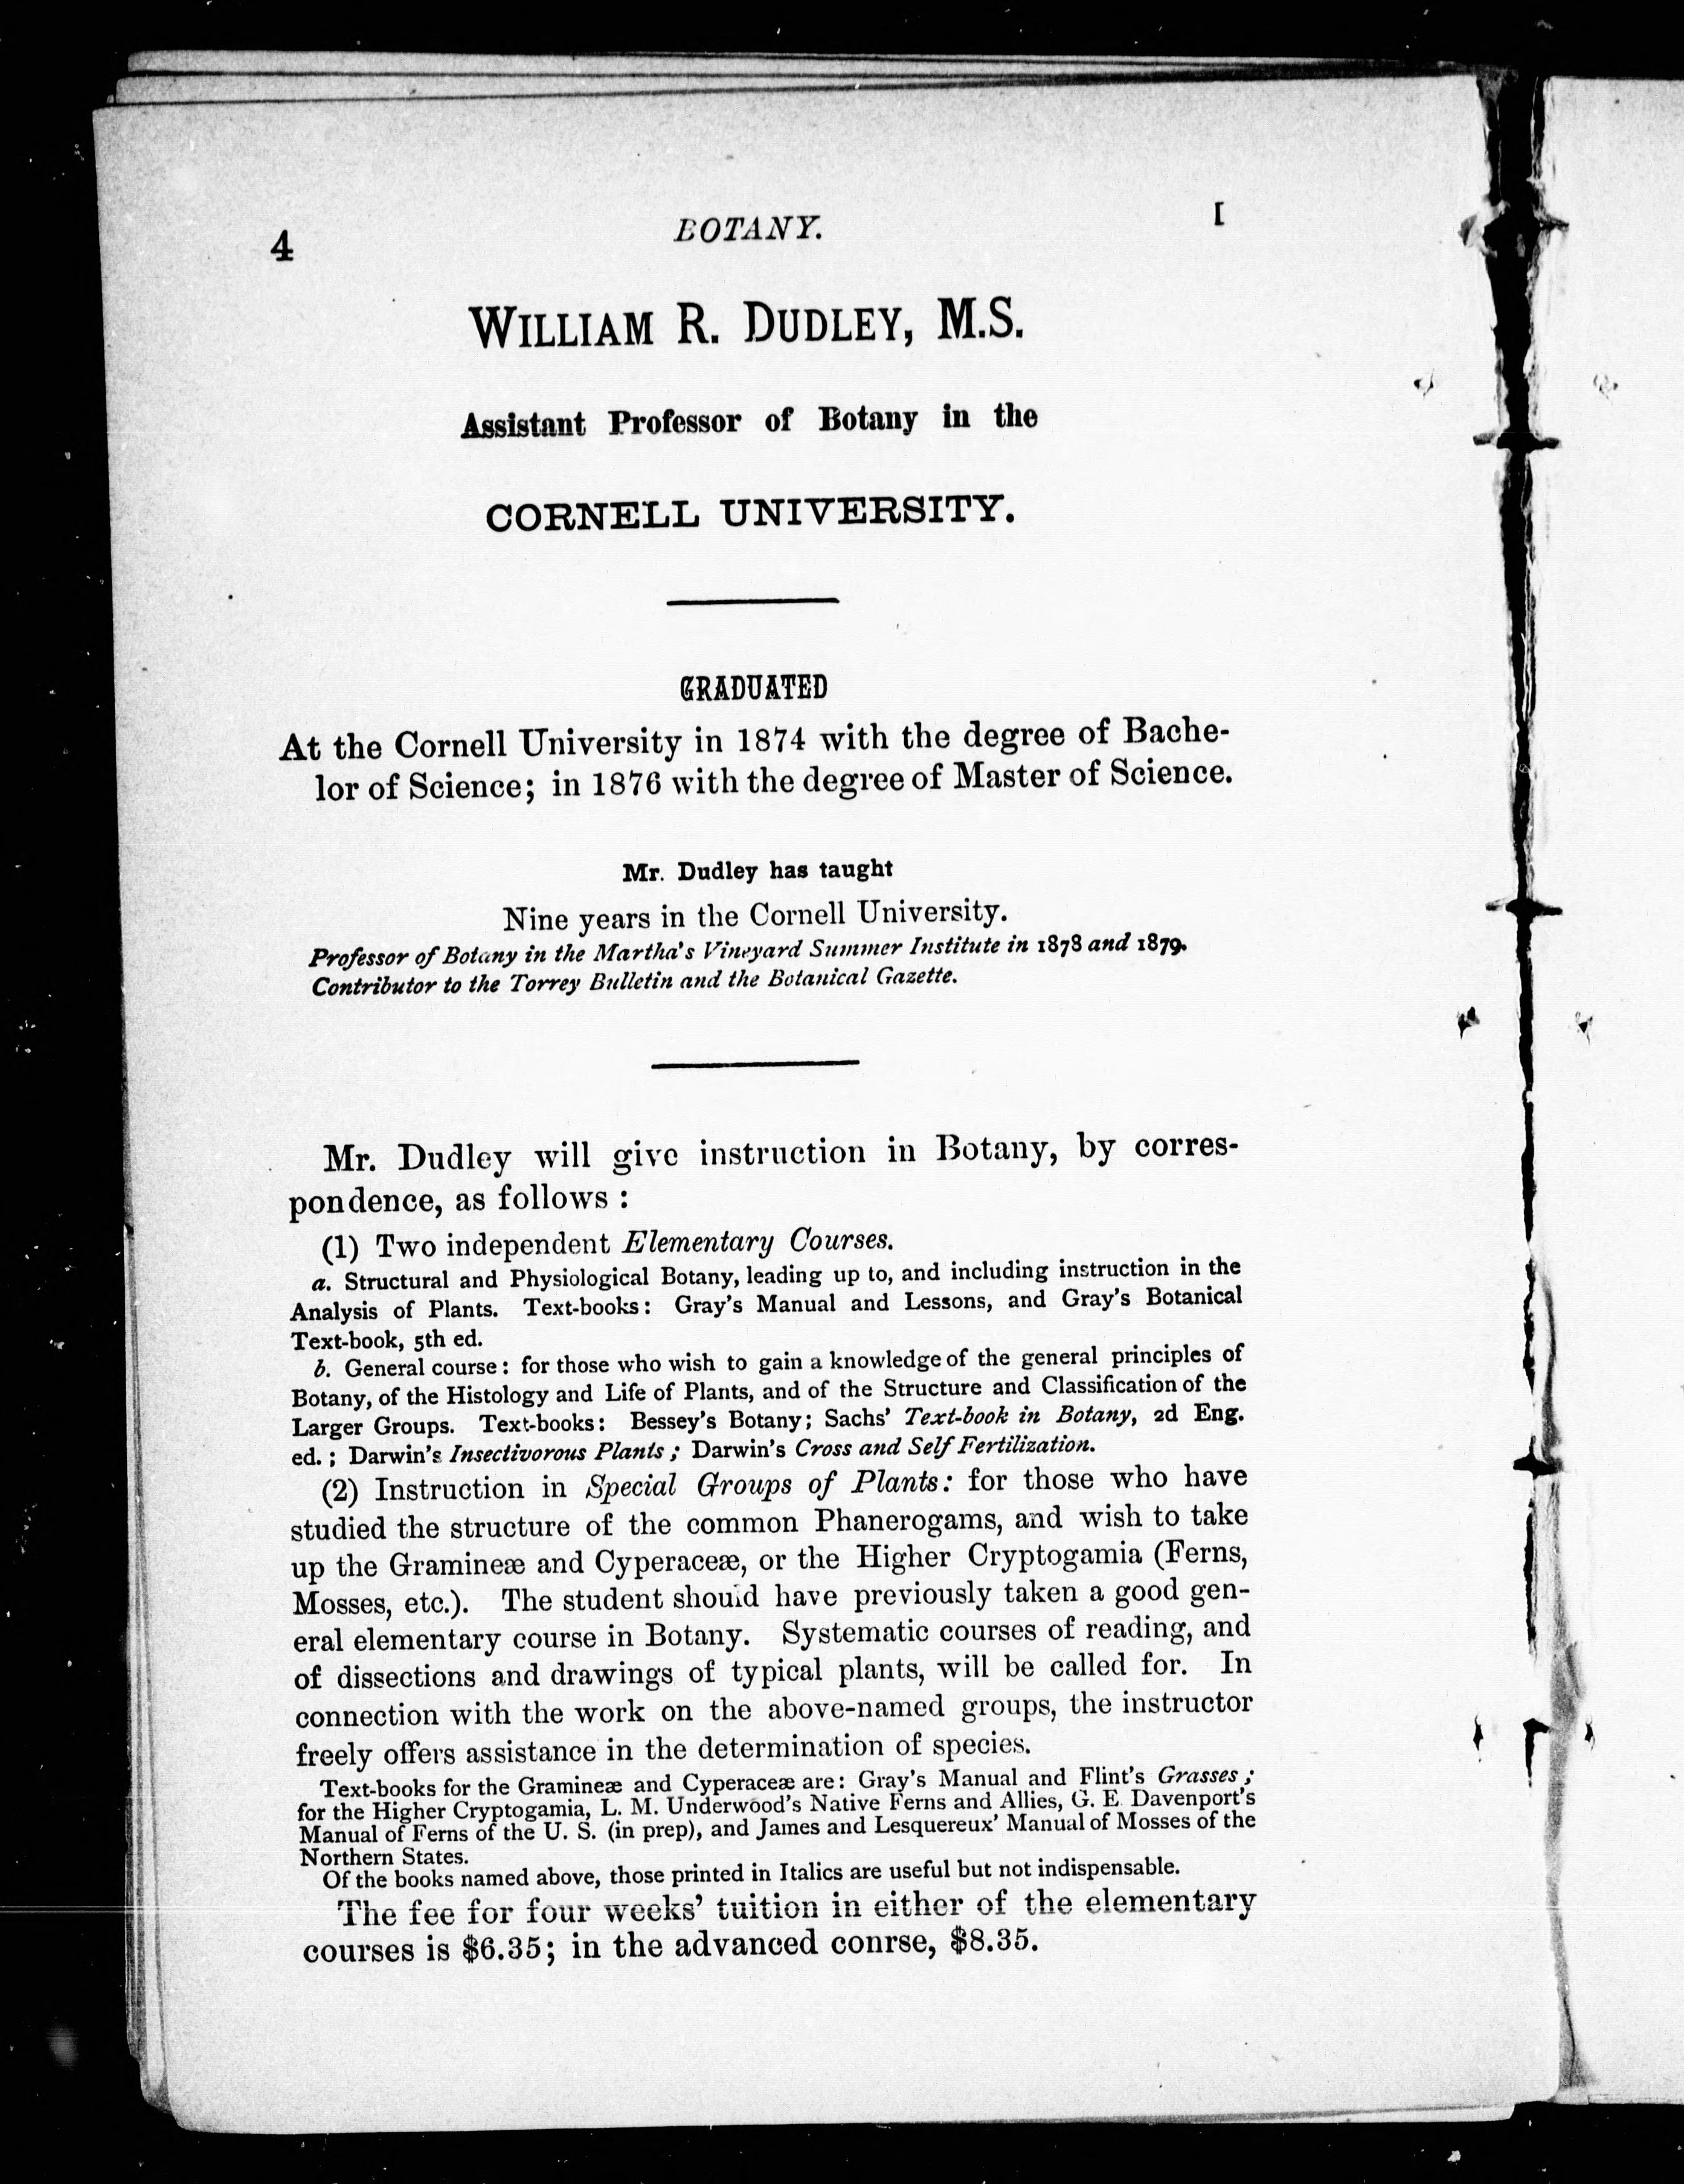 4 BOTANY. [
WILLIAM R. DUDLEY, M.S.
Assistant Professor of Botany in the
CORNELL UNIVERSITY.
GRADUATED
At the Cornell University in 1874 with the degree of Bache-
lor of Science; in 1876 with the degree of Master of Science.
Mr. Dudley has taught
Nine years in the Cornell University.
Professor of Botany in the Martha's Vineyard Summer Institute in 1878 and 1879.
Contributor to the Torrey Bulletin and the Botanical Gazette.
Mr. Dudley will give instruction in Botany, by corres-
pondence, as follows :
(1) Two independent Elementary Courses.
a. Structural and Physiological Botany, leading up to, and including instruction in the
Analysis of Plants. Text-books: Gray's Manual and Lessons, and Gray's Botanical
Text-book, 5th ed.
b. General course : for those who wish to gain a knowledge of the general principles of
Botany, of the Histology and Life of Plants, and of the Structure and Classification of the
Larger Groups. Text-books: Bessey's Botany; Sachs' Text-book in Botany, 2d Eng.
ed. ; Darwin's Insectivorous Plants ; Darwin's Cross and Self Fertilization.
(2) Instruction in Special Groups of Plants: for those who have
studied the structure of the common Phanerogams, and wish to take
up the Gramineæ and Cyperaceæ, or the Higher Cryptogamia (Ferns,
Mosses, etc.). The student should have previously taken a good gen-
eral elementary course in Botany. Systematic courses of reading, and
of dissections and drawings of typical plants, will be called for. In
connection with the work on the above-named groups, the instructor
freely offers assistance in the determination of species.
Text-books for the Gramineæ and Cyperaceæ are: Gray's Manual and Flint's Grasses ;
for the Higher Cryptogamia, L. M. Underwood's Native Ferns and Allies, G. E. Davenport's
Manual of Ferns of the U. S. (in prep), and James and Lesquereux' Manual of Mosses of the
Northern States.
Of the books named above, those printed in Italics are useful but not indispensable.
The fee for four weeks' tuition in either of the elementary
courses is $6.35; in the advanced conrse, $8.35.